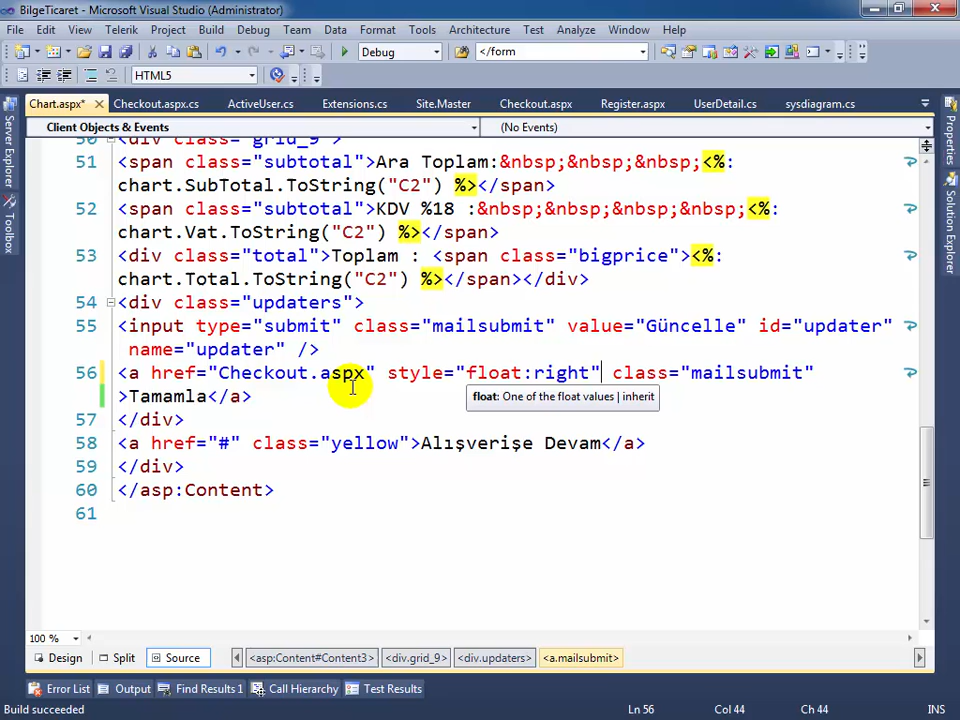 BilgeTicaret - Microsoft Visual Studio (Administrator)
File Edit View Telerik Project Build Debug Team Data Format Tools Architecture Test Analyze Window Help
Debug </form
HTML5
Chart.aspx* Checkout.aspx.cs ActiveUser.cs Extensions.cs Site.Master Checkout.aspx Register.aspx UserDetail.cs sysdiagram.cs
Client Objects & Events (No Events)
50 <div class="grid_9">
51 <span class="subtotal">Ara Toplam:&nbsp;&nbsp;&nbsp;<%:
chart.SubTotal.ToString("C2") %></span>
52 <span class="subtotal">KDV %18 :&nbsp;&nbsp;&nbsp;&nbsp;<%:
chart.Vat.ToString("C2") %></span>
53 <div class="total">Toplam : <span class="bigprice"><%:
chart.Total.ToString("C2") %></span></div>
54 <div class="updaters">
55 <input type="submit" class="mailsubmit" value="Güncelle" id="updater"
name="updater" />
56 <a href="Checkout.aspx" style="float:right" class="mailsubmit"
>Tamamla</a>
float: One of the float values | inherit
57 </div>
58 <a href="#" class="yellow">Alışverişe Devam</a>
59 </div>
60 </asp:Content>
61
100 %
Design Split Source <asp:Content#Content3> <div.grid_9> <div.updaters> <a.mailsubmit>
Error List Output Find Results 1 Call Hierarchy Test Results
Build succeeded Ln 56 Col 44 Ch 44 INS
Server Explorer
Toolbox
Properties
Solution Explorer